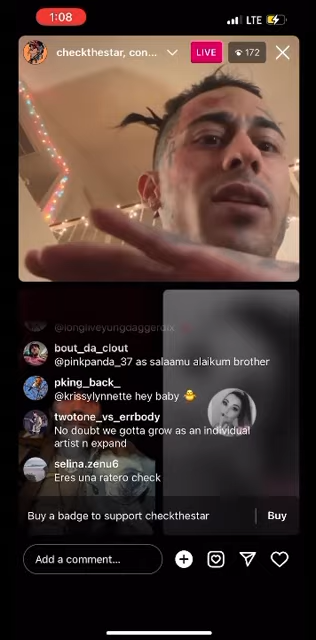 1:08
LTE
checkthestar, con...
LIVE
172
@longliveyungdaggerdix
bout_da_clout
@pinkpanda_37 as salaamu alaikum brother
pking_back_
@krissylynnette hey baby 🐥
twotone_vs_errbody
No doubt we gotta grow as an individual
artist n expand
selina.zenu6
Eres una ratero check
Buy a badge to support checkthestar
Buy
Add a comment...